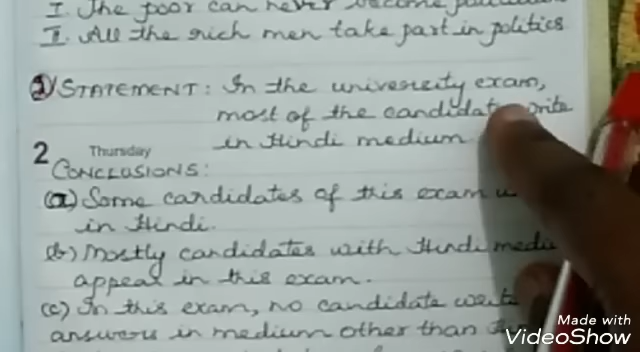 I. The poor can never become
II. All the rich men take part in politics
2) STATEMENT: In the university exam,
most of the candidate write
in Hindi medium
2 Thursday
CONCLUSIONS:
(a) Some candidates of this exam
in Hindi.
(b) Mostly candidates with Hindi
appear in this exam.
(c) In this exam, no candidate
answers in medium other than
Made with
VideoShow